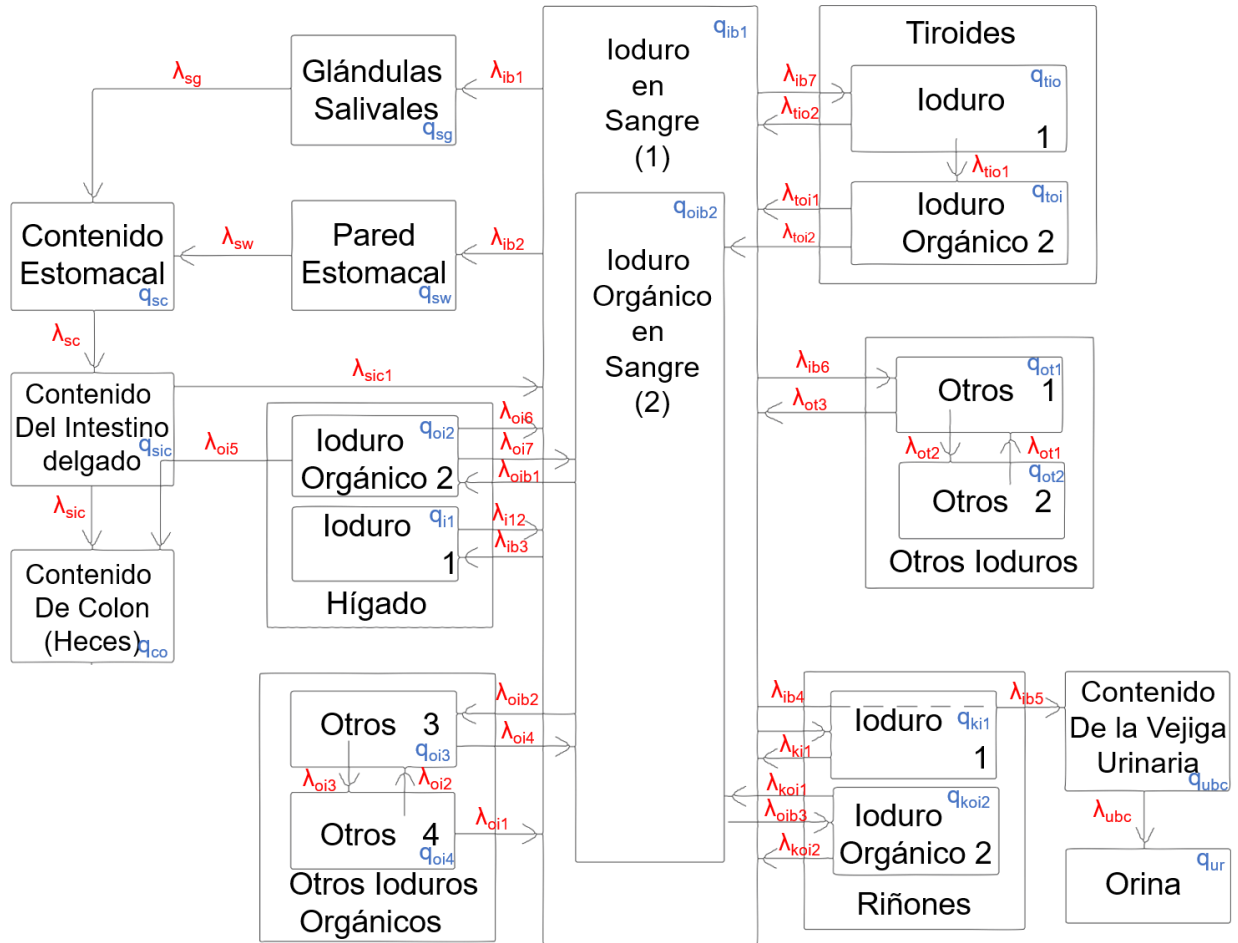 λsg
Glándulas
Salivales
qsg
λib1
Contenido
Estomacal
qsc
λsw
Pared
Estomacal
qsw
λib2
λsc
Contenido
Del Intestino
delgado
qsic
λsic1
λsic
λoi5
Ioduro
Orgánico 2
qoi2
λoi6
λoi7
λoib1
Ioduro
1
qi1
λi12
λib3
Hígado
Contenido
De Colon
(Heces)
qco
Otros 3
qoi3
λoib2
λoi4
λoi3
λoi2
Otros 4
qoi4
λoi1
Otros Ioduros
Orgánicos
qib1
Ioduro
en
Sangre
(1)
qoib2
Ioduro
Orgánico
en
Sangre
(2)
Tiroides
λib7
λtio2
Ioduro
1
qtio
λtio1
λtoi1
λtoi2
Ioduro
Orgánico 2
qtoi
λib6
λot3
Otros 1
qot1
λot2
λot1
Otros 2
qot2
Otros Ioduros
λib4
λib5
Ioduro
1
qki1
λki1
λkoi1
λoib3
λkoi2
Ioduro
Orgánico 2
qkoi2
Riñones
Contenido
De la Vejiga
Urinaria
qubc
λubc
Orina
qur